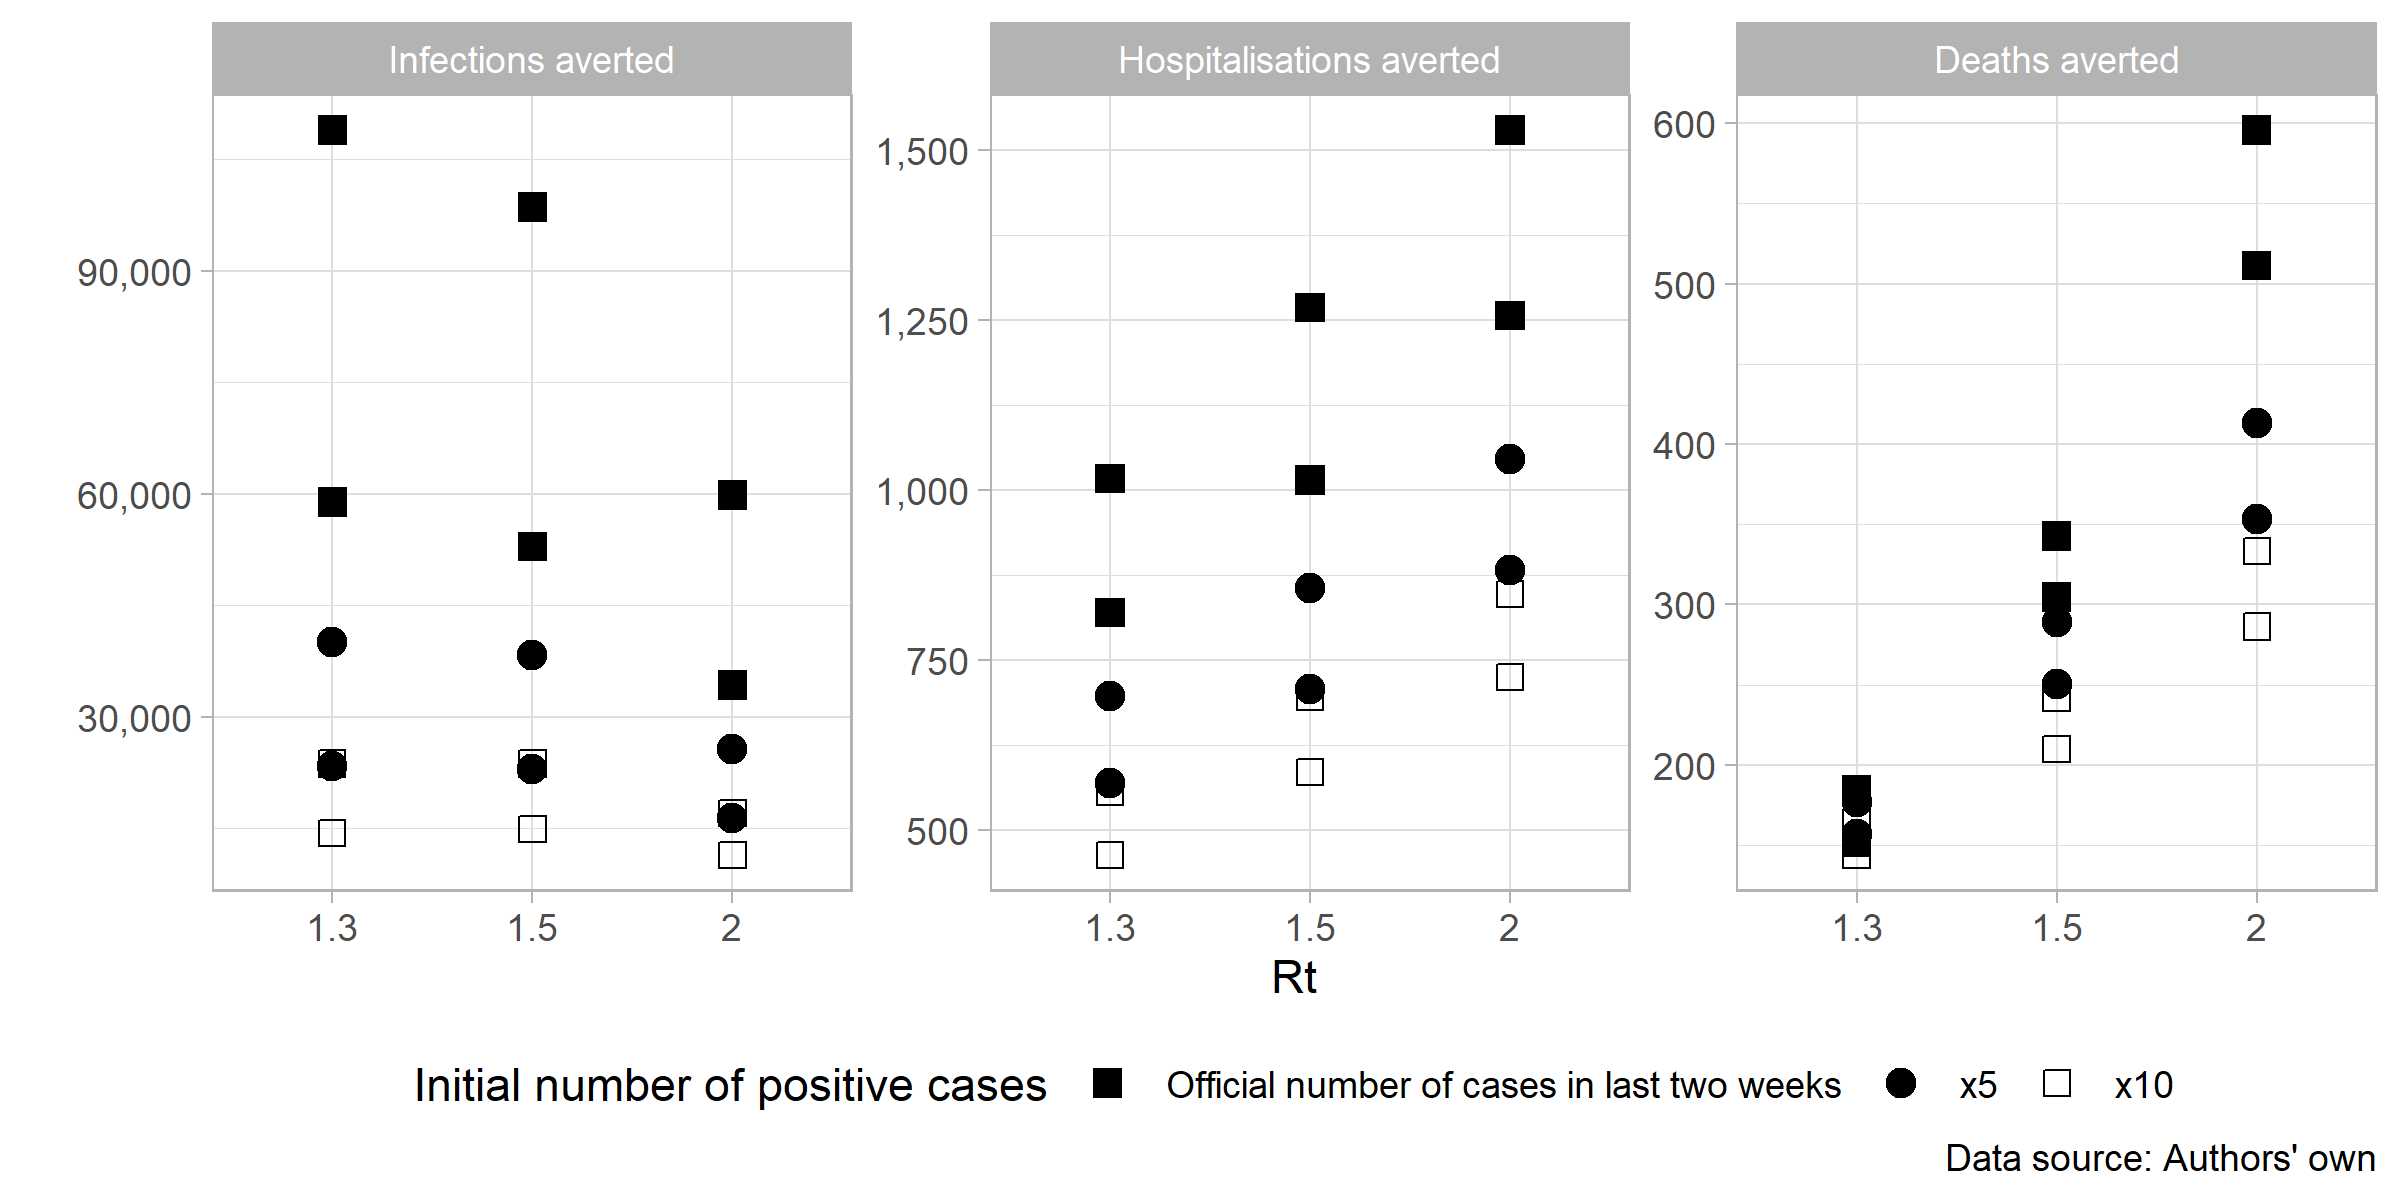 Infections averted
Hospitalisations averted
Deaths averted
90,000
60,000
30,000
1,500
1,250
1,000
750
500
600
500
400
300
200
1.3 1.5 2
1.3 1.5 2
1.3 1.5 2
Rt
Initial number of positive cases Official number of cases in last two weeks x5 x10
Data source: Authors' own